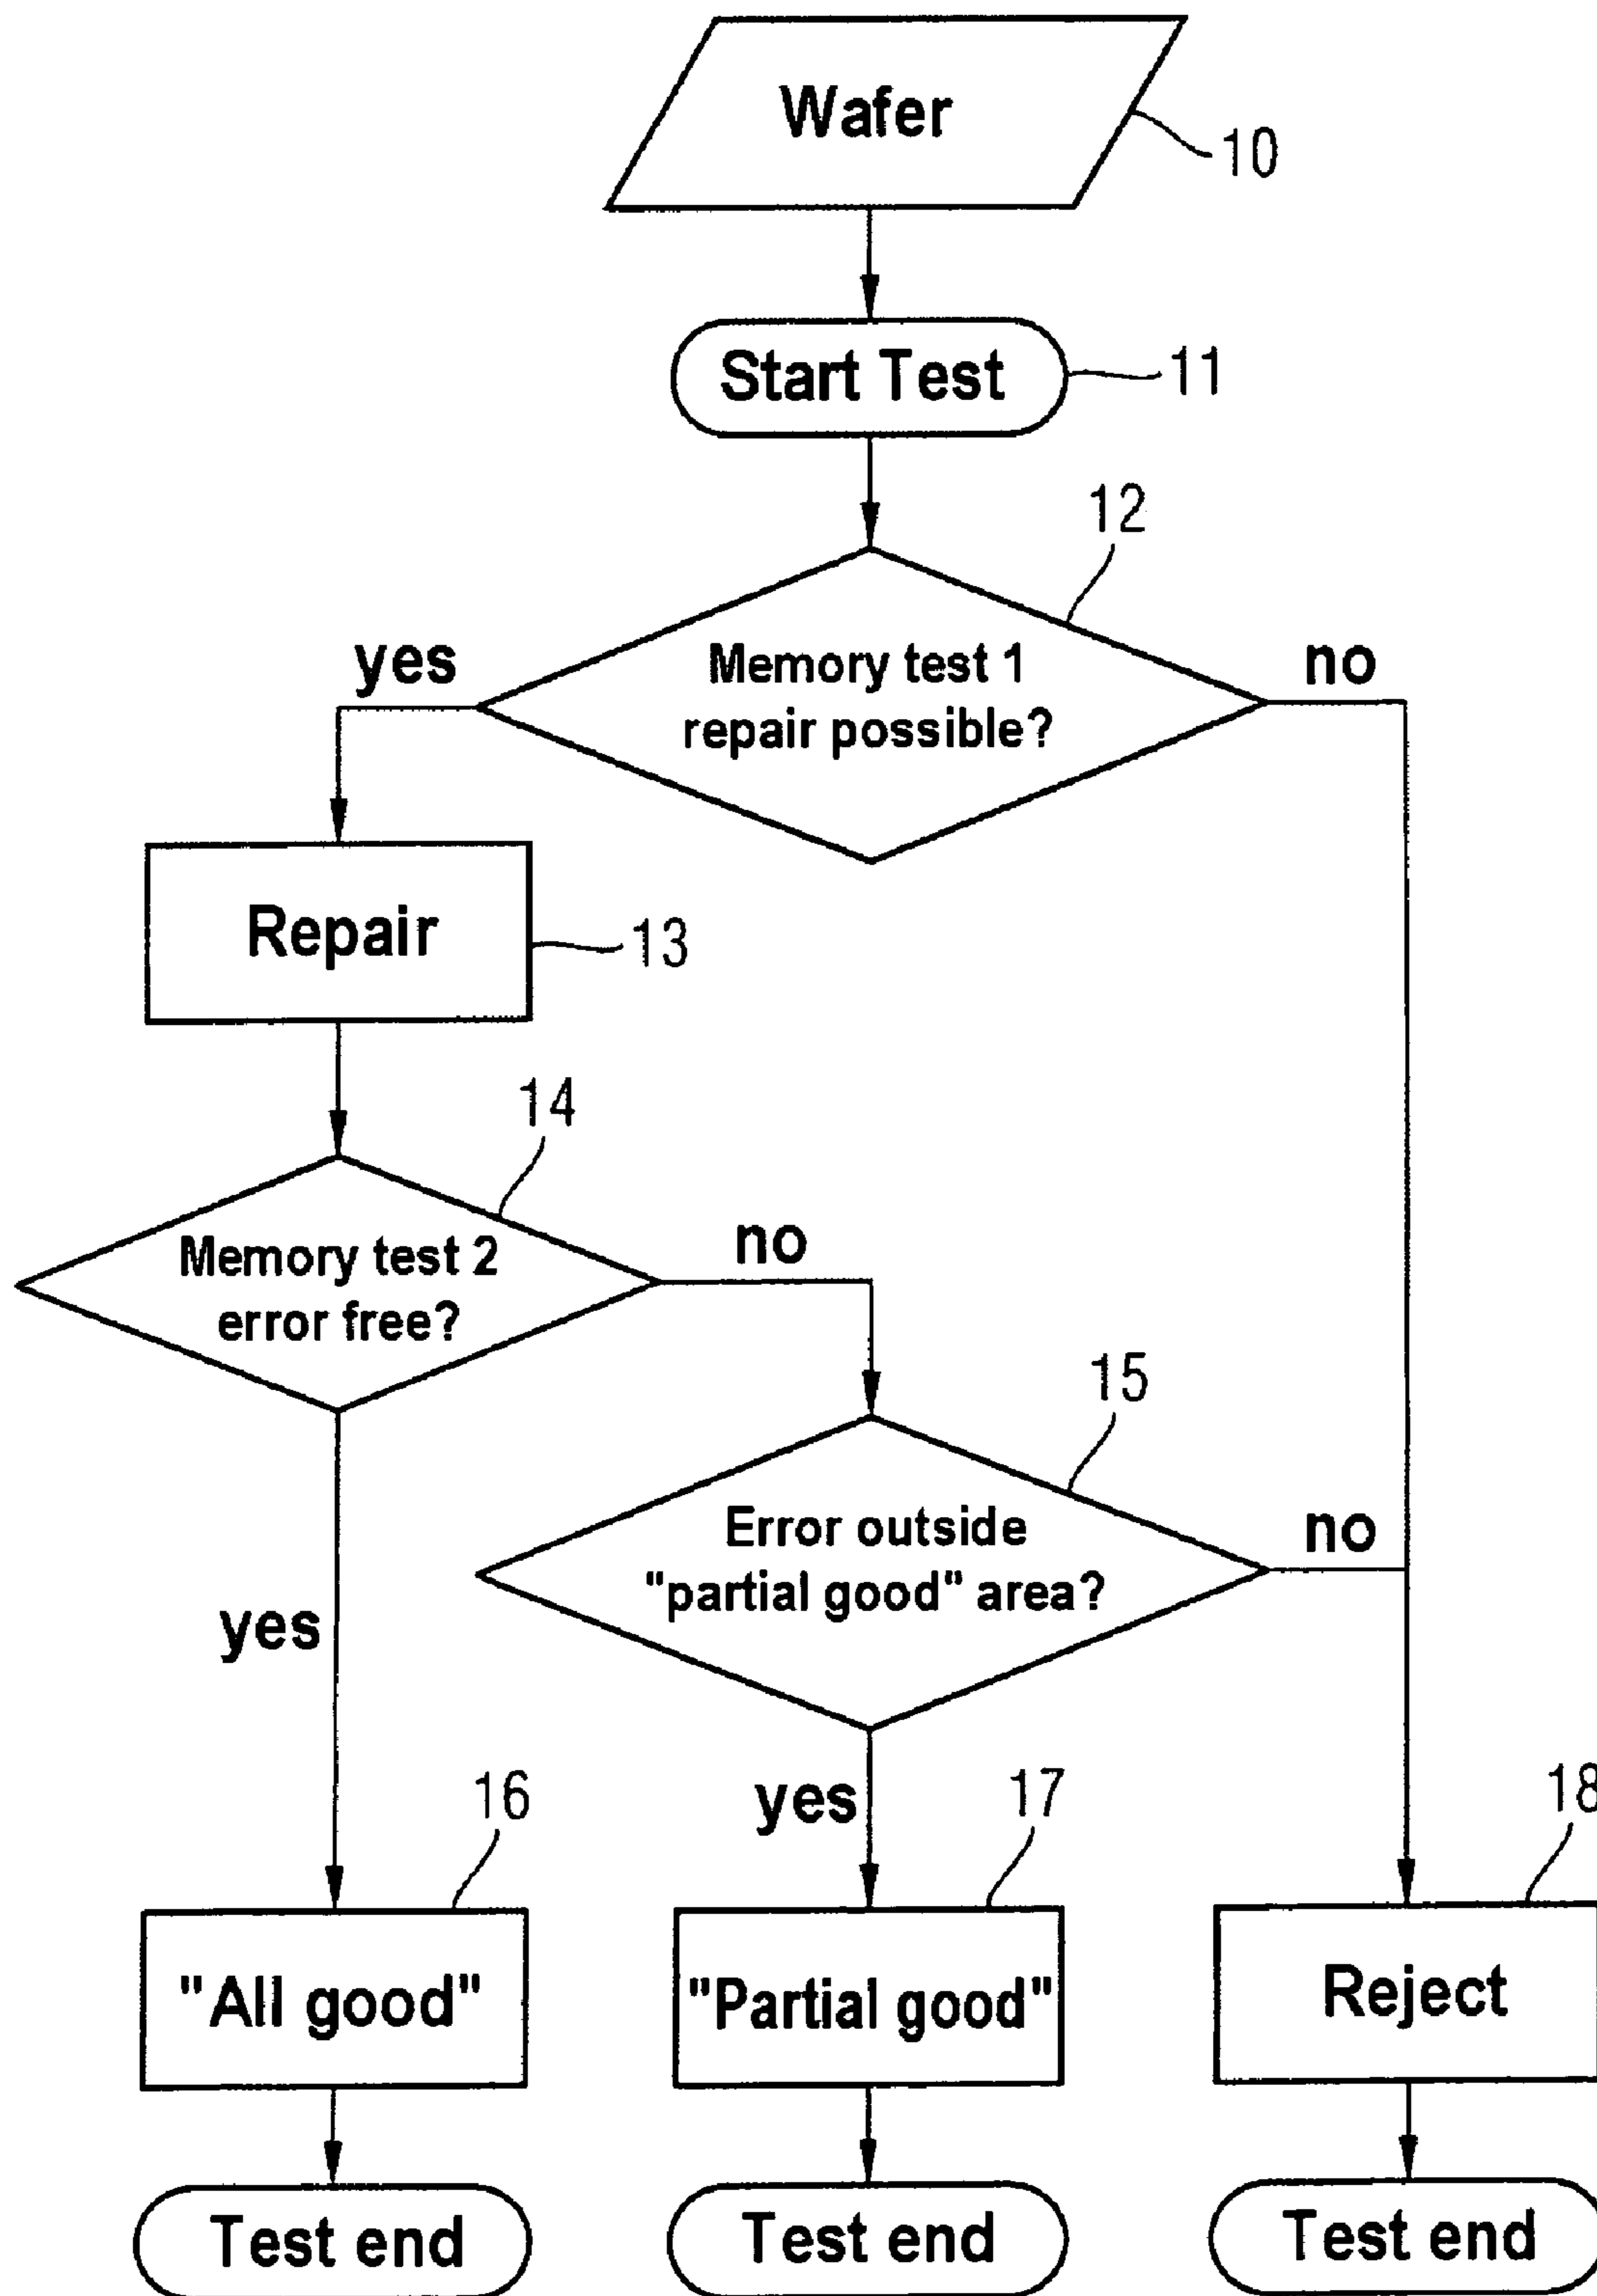 Wafer
10
Start Test
11
12
yes
Memory test 1
no
repair possible?
Repair
13
14
Memory test 2
no
error free?
15
Error outside
no
"partial good" area?
yes
yes
16
17
18
"All good"
"Partial good"
Reject
Test end
Test end
Test end